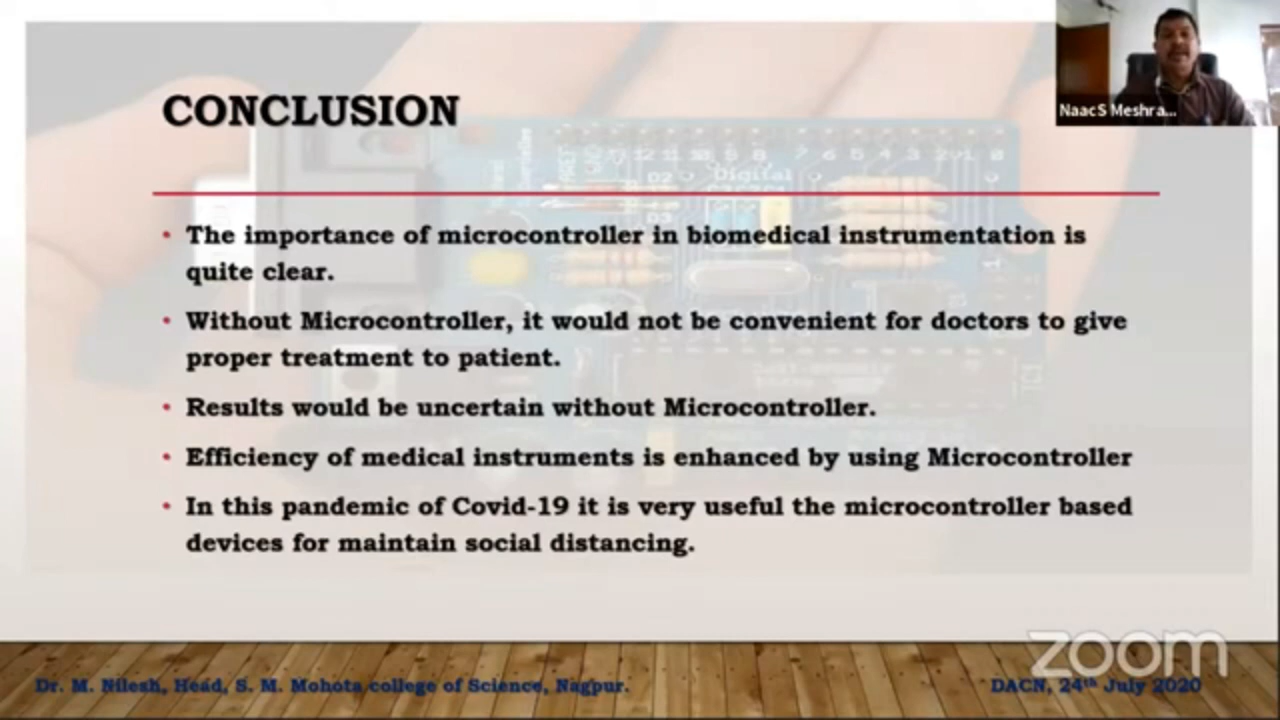 NaacS Meshra...
CONCLUSION
• The importance of microcontroller in biomedical instrumentation is
quite clear.
• Without Microcontroller, it would not be convenient for doctors to give
proper treatment to patient.
• Results would be uncertain without Microcontroller.
• Efficiency of medical instruments is enhanced by using Microcontroller
• In this pandemic of Covid-19 it is very useful the microcontroller based
devices for maintain social distancing.
zoom
Dr. M. Nilesh, Head, S. M. Mohota college of Science, Nagpur.
DACN, 24th July 2020
Digital